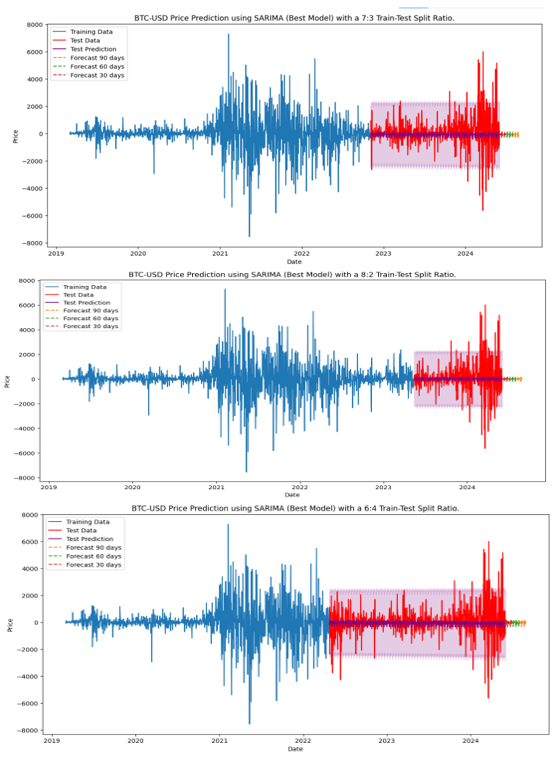 BTC-USD Price Prediction using SARIMA (Best Model) with a 7:3 Train-Test Split Ratio.
Training Data
Test Data
Test Prediction
Forecast 90 days
Forecast 60 days
Forecast 30 days
8000
6000
4000
2000
0
−2000
−4000
−6000
−8000
Price
2019 2020 2021 2022 2023 2024
Date
BTC-USD Price Prediction using SARIMA (Best Model) with a 8:2 Train-Test Split Ratio.
Training Data
Test Data
Test Prediction
Forecast 90 days
Forecast 60 days
Forecast 30 days
8000
6000
4000
2000
0
−2000
−4000
−6000
−8000
Price
2019 2020 2021 2022 2023 2024
Date
BTC-USD Price Prediction using SARIMA (Best Model) with a 6:4 Train-Test Split Ratio.
Training Data
Test Data
Test Prediction
Forecast 90 days
Forecast 60 days
Forecast 30 days
8000
6000
4000
2000
0
−2000
−4000
−6000
−8000
Price
2019 2020 2021 2022 2023 2024
Date